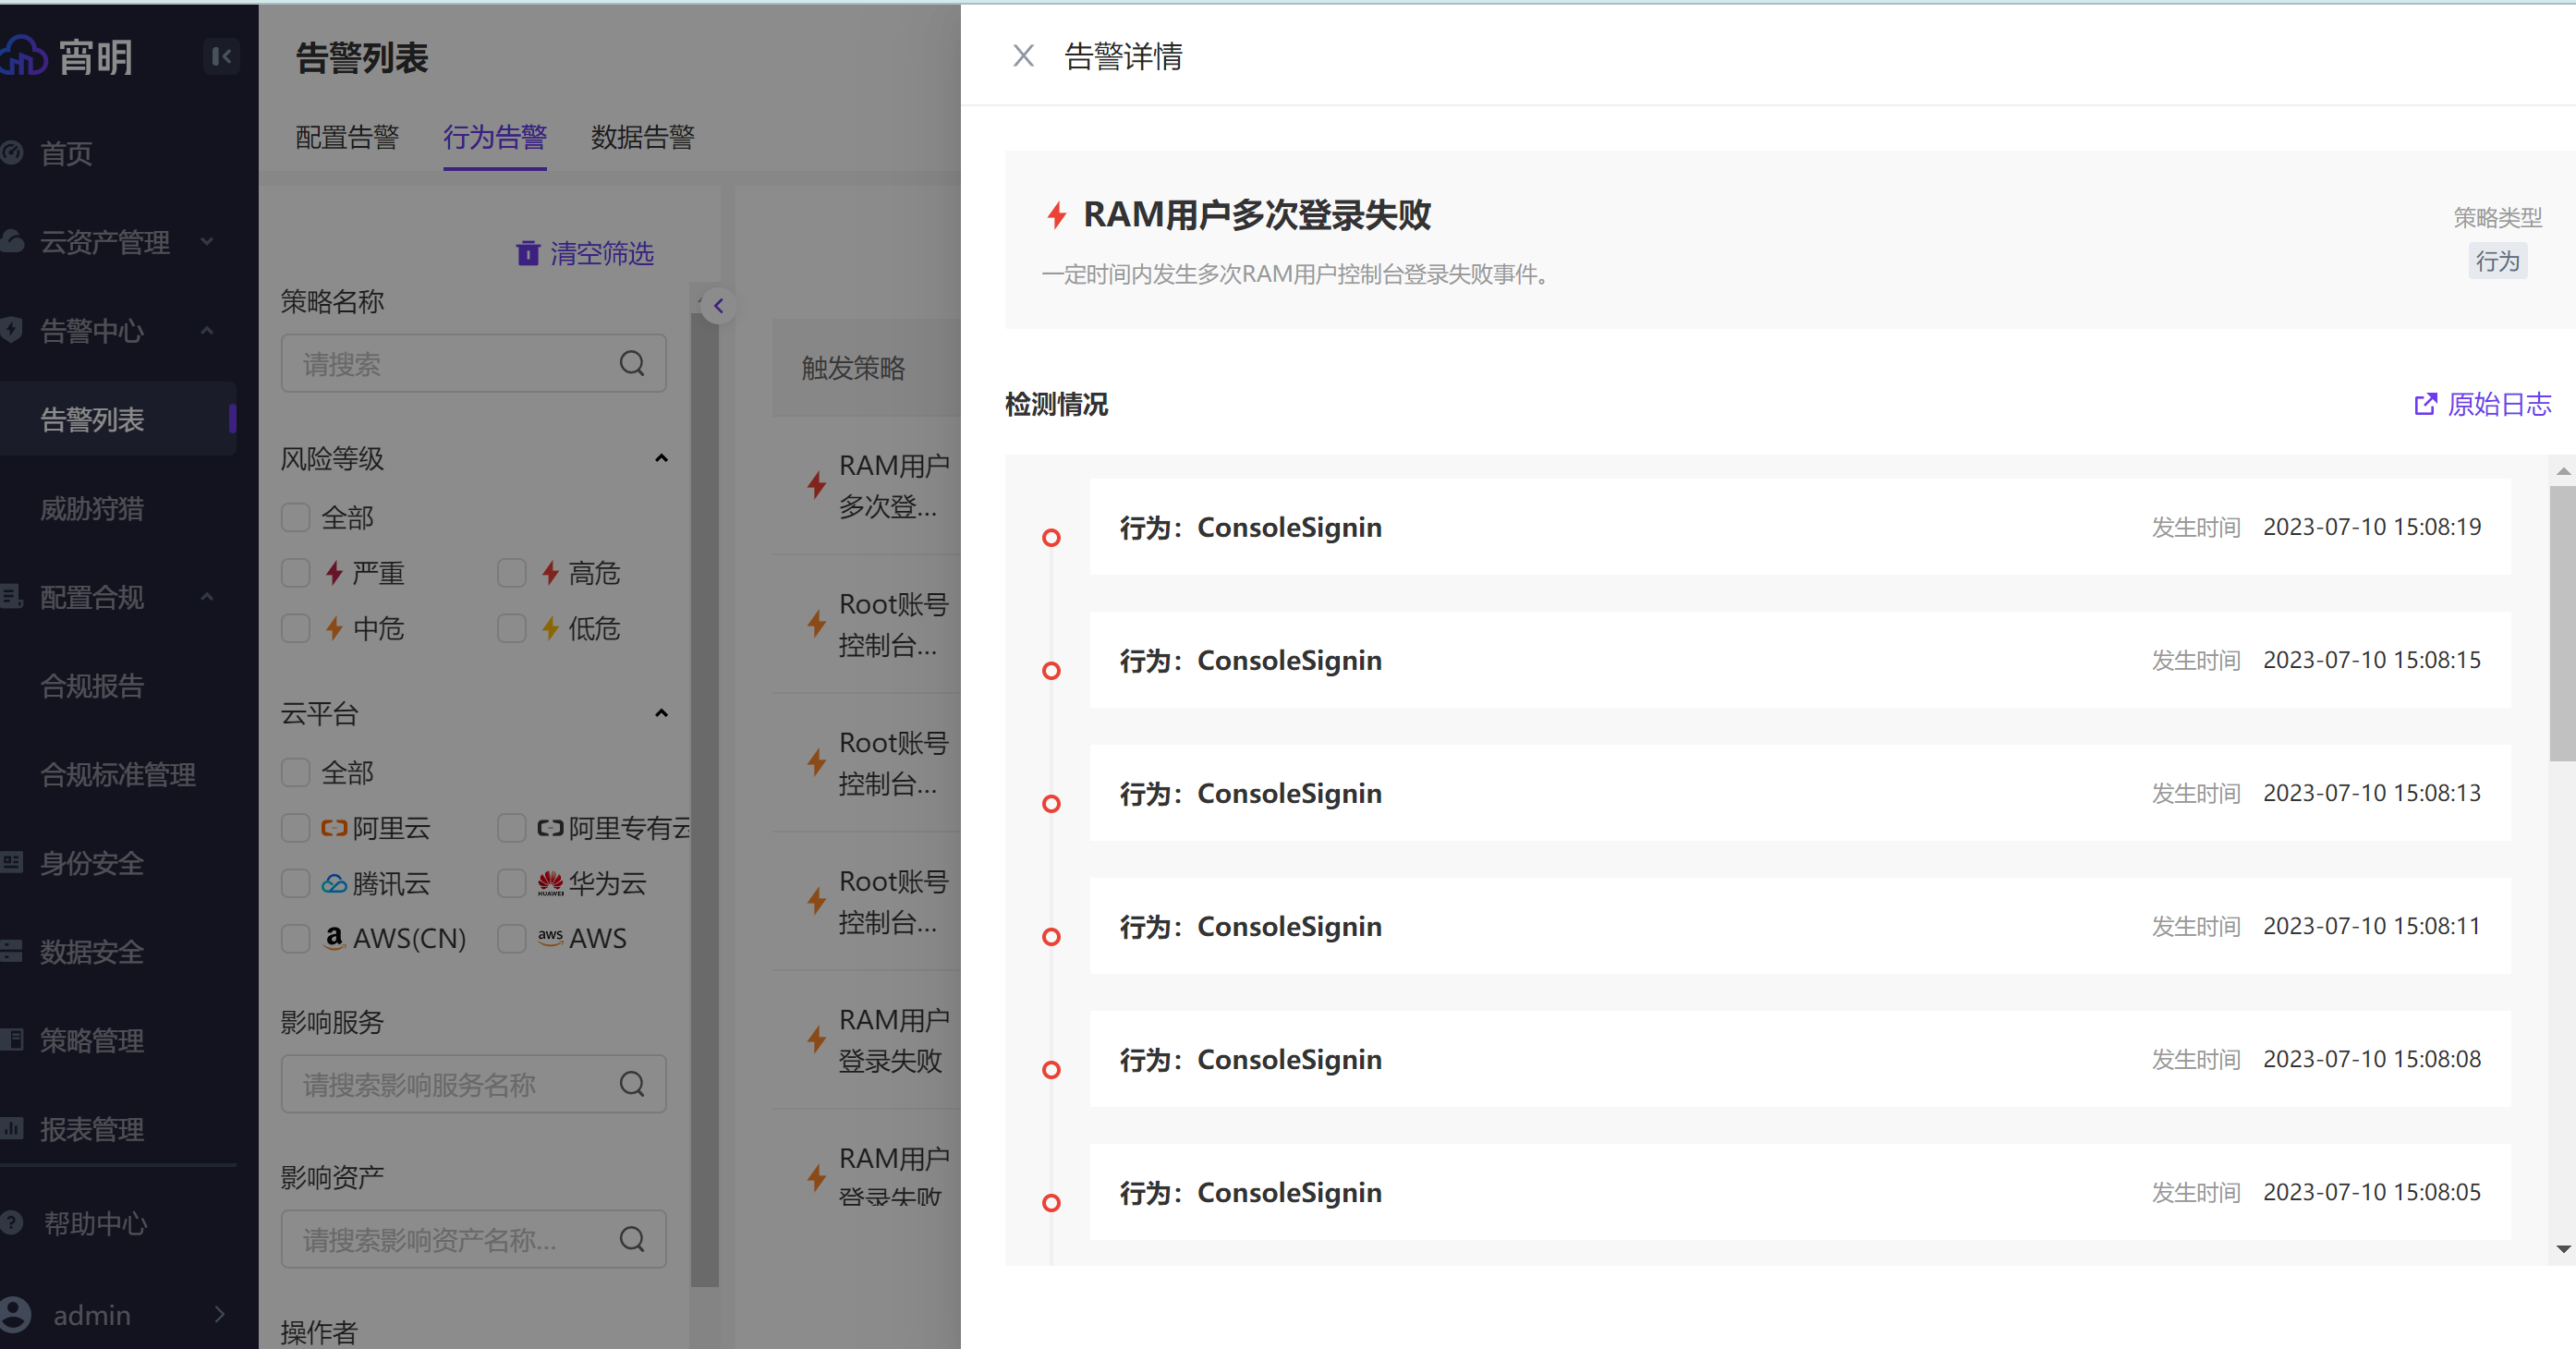 宵明
首页
云资产管理
告警中心
告警列表
威胁狩猎
配置合规
合规报告
合规标准管理
身份安全
数据安全
策略管理
报表管理
帮助中心
admin
告警列表
配置告警 行为告警 数据告警
清空筛选
策略名称
请搜索
风险等级
全部
严重 高危
中危 低危
云平台
全部
阿里云 阿里专有云
腾讯云 HUAWEI 华为云
a AWS(CN) aws AWS
影响服务
请搜索影响服务名称
影响资产
请搜索影响资产名称...
操作者
触发策略
RAM用户
多次登...
Root账号
控制台...
Root账号
控制台...
Root账号
控制台...
RAM用户
登录失败
RAM用户
登录失败
告警详情
RAM用户多次登录失败
一定时间内发生多次RAM用户控制台登录失败事件。
策略类型
行为
检测情况
原始日志
行为：ConsoleSignin 发生时间 2023-07-10 15:08:19
行为：ConsoleSignin 发生时间 2023-07-10 15:08:15
行为：ConsoleSignin 发生时间 2023-07-10 15:08:13
行为：ConsoleSignin 发生时间 2023-07-10 15:08:11
行为：ConsoleSignin 发生时间 2023-07-10 15:08:08
行为：ConsoleSignin 发生时间 2023-07-10 15:08:05